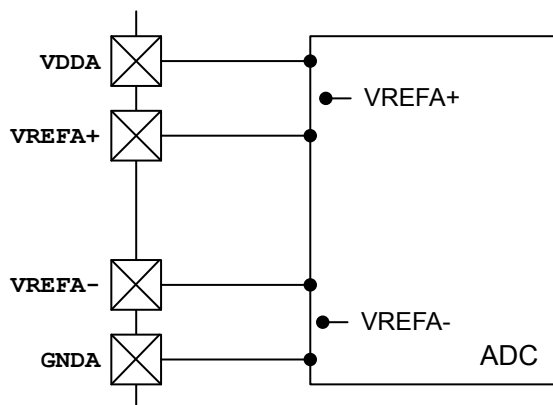 VDDA
VREFA+
VREFA+
VREFA-
VREFA-
GNDA
ADC